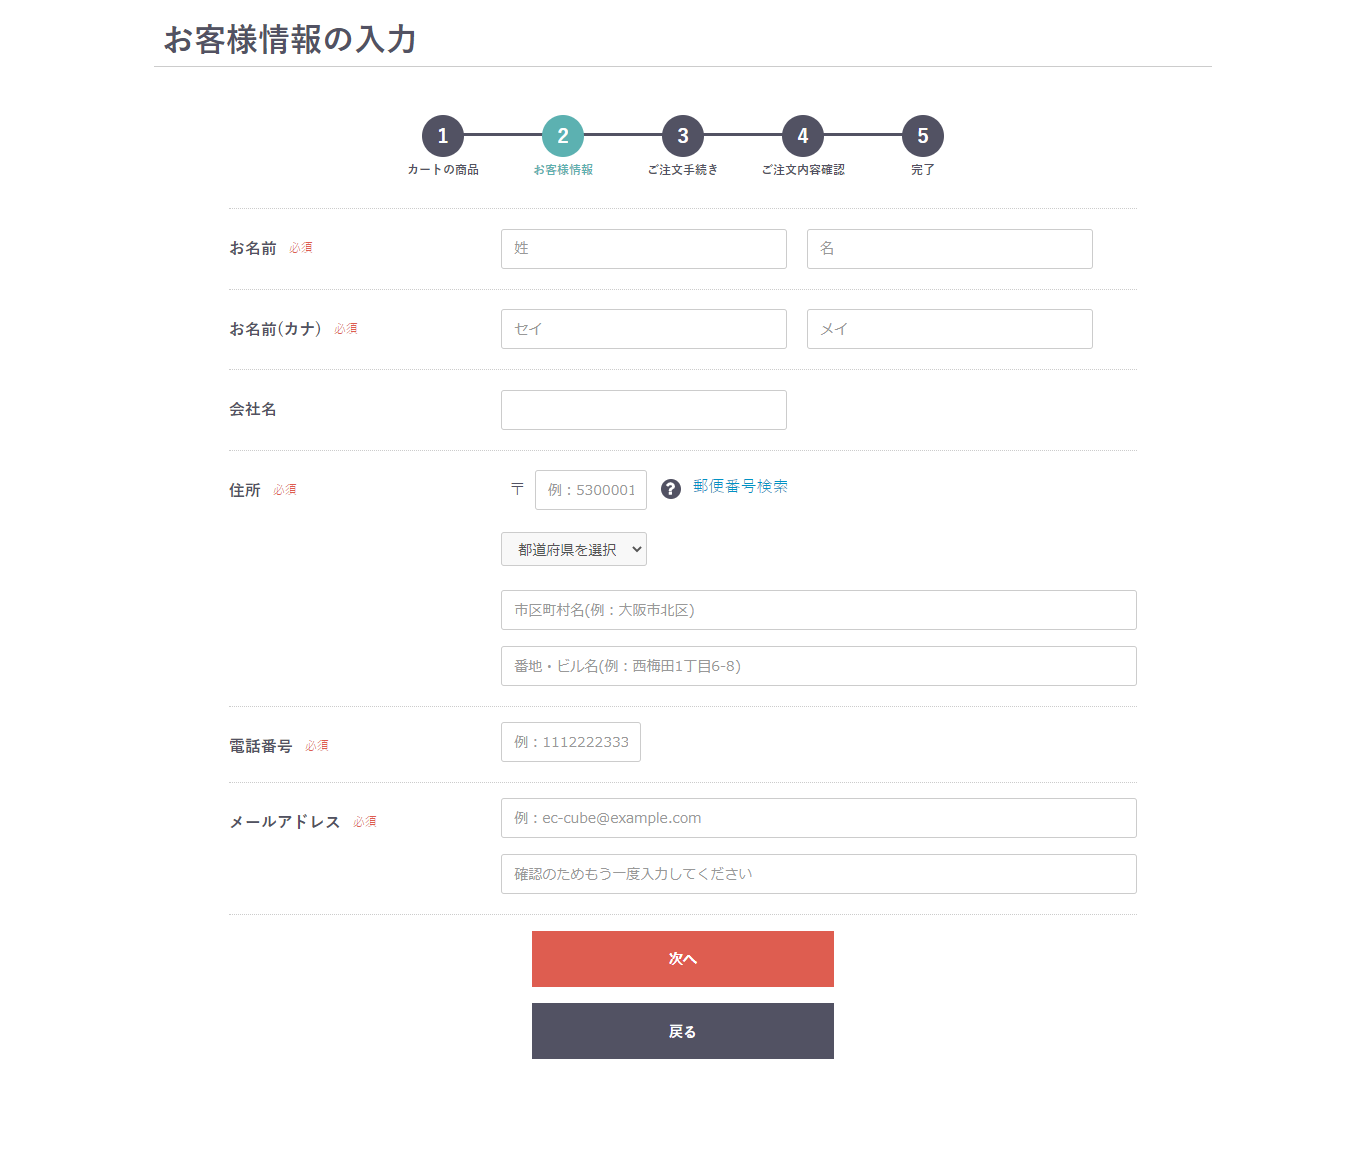 お客様情報の入力
1 2 3 4 5
カートの商品 お客様情報 ご注文手続き ご注文内容確認 完了
お名前 必須 姓 名
お名前(カナ) 必須 セイ メイ
会社名
住所 必須 〒 例：5300001 ? 郵便番号検索
都道府県を選択
市区町村名(例：大阪市北区)
番地・ビル名(例：西梅田1丁目6-8)
電話番号 必須 例：1112222333
メールアドレス 必須 例：ec-cube@example.com
確認のためもう一度入力してください
次へ
戻る